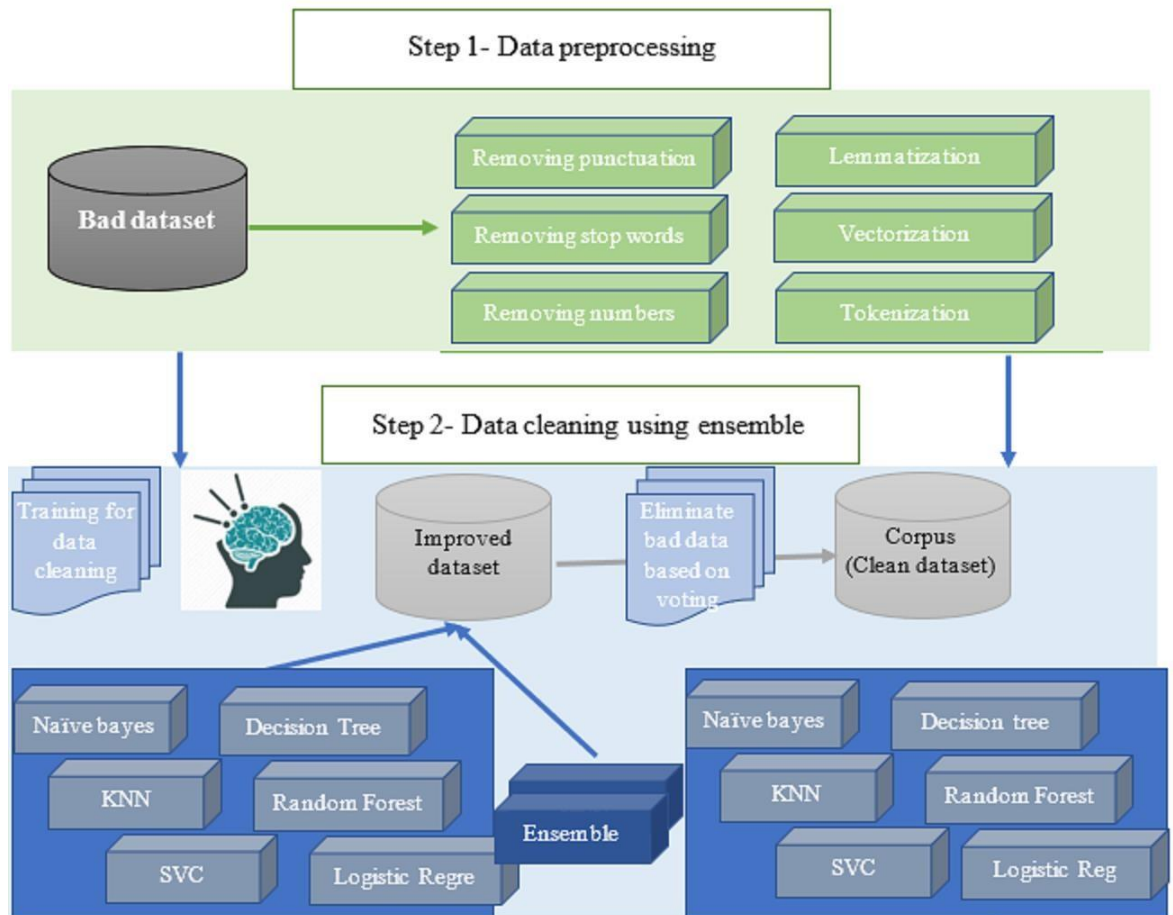 Step 1- Data preprocessing
Bad dataset
Removing punctuation
Lemmatization
Removing stop words
Vectorization
Removing numbers
Tokenization
Step 2- Data cleaning using ensemble
Training for
data
cleaning
Improved
dataset
Eliminate
bad data
based on
voting
Corpus
(Clean dataset)
Naïve bayes
Decision Tree
KNN
Random Forest
SVC
Logistic Regre
Ensemble
Naïve bayes
Decision tree
KNN
Random Forest
SVC
Logistic Reg